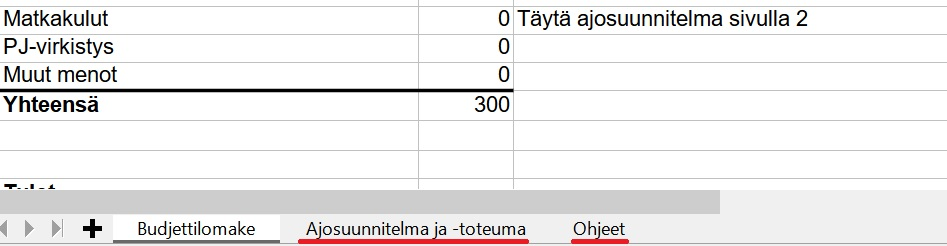 Matkakulut 0 Täytä ajosuunnitelma sivulla 2
PJ-virkistys 0
Muut menot 0
Yhteensä 300
Budjettilomake Ajosuunnitelma ja -toteuma Ohjeet